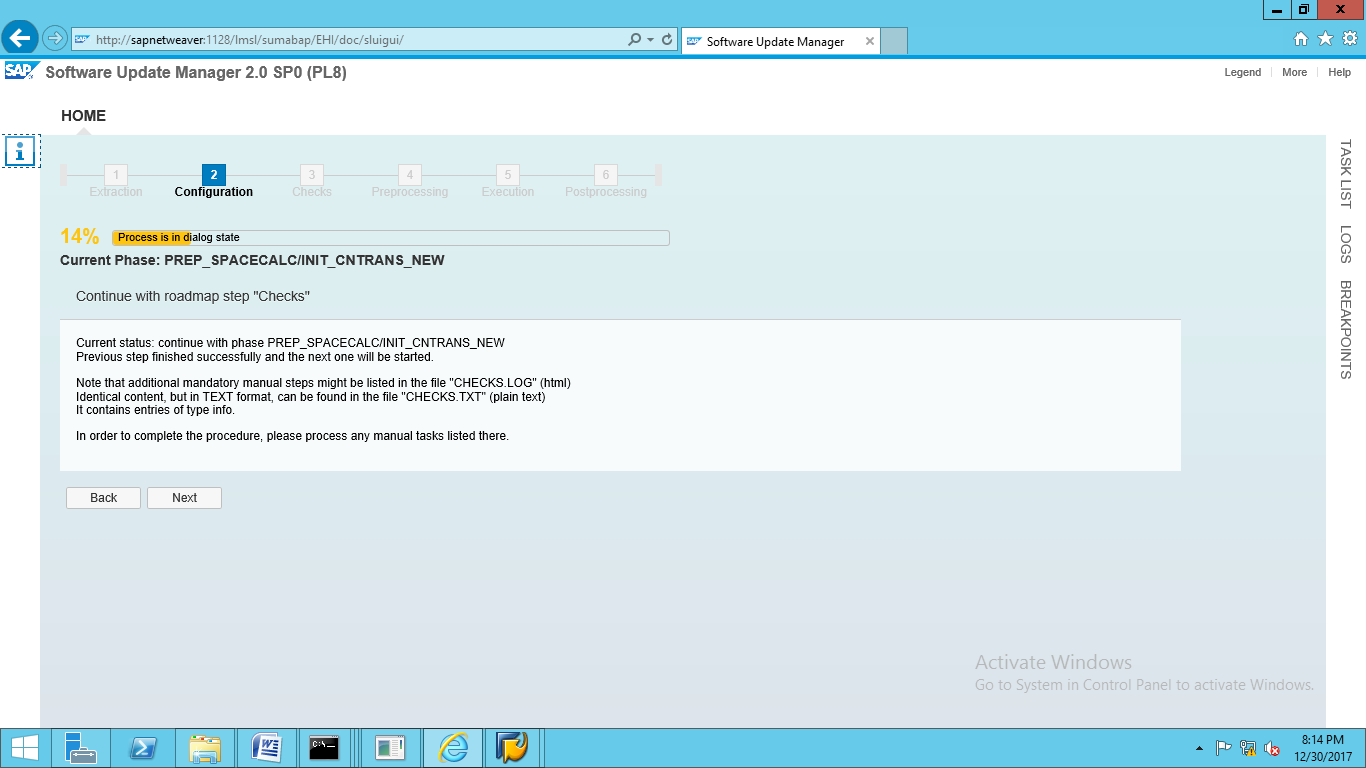 http://sapnetweaver:1128/lmsl/sumabap/EHI/doc/sluigui/
Software Update Manager
SAP
Software Update Manager 2.0 SP0 (PL8)
Legend
More
Help
HOME
i
1
2
3
4
5
6
Extraction
Configuration
Checks
Preprocessing
Execution
Postprocessing
14%
Process is in dialog state
Current Phase: PREP_SPACECALC/INIT_CNTRANS_NEW
Continue with roadmap step "Checks"
Current status: continue with phase PREP_SPACECALC/INIT_CNTRANS_NEW
Previous step finished successfully and the next one will be started.
Note that additional mandatory manual steps might be listed in the file "CHECKS.LOG" (html)
Identical content, but in TEXT format, can be found in the file "CHECKS.TXT" (plain text)
It contains entries of type info.
In order to complete the procedure, please process any manual tasks listed there.
Back
Next
TASK LIST
LOGS
BREAKPOINTS
Activate Windows
Go to System in Control Panel to activate Windows.
8:14 PM
12/30/2017